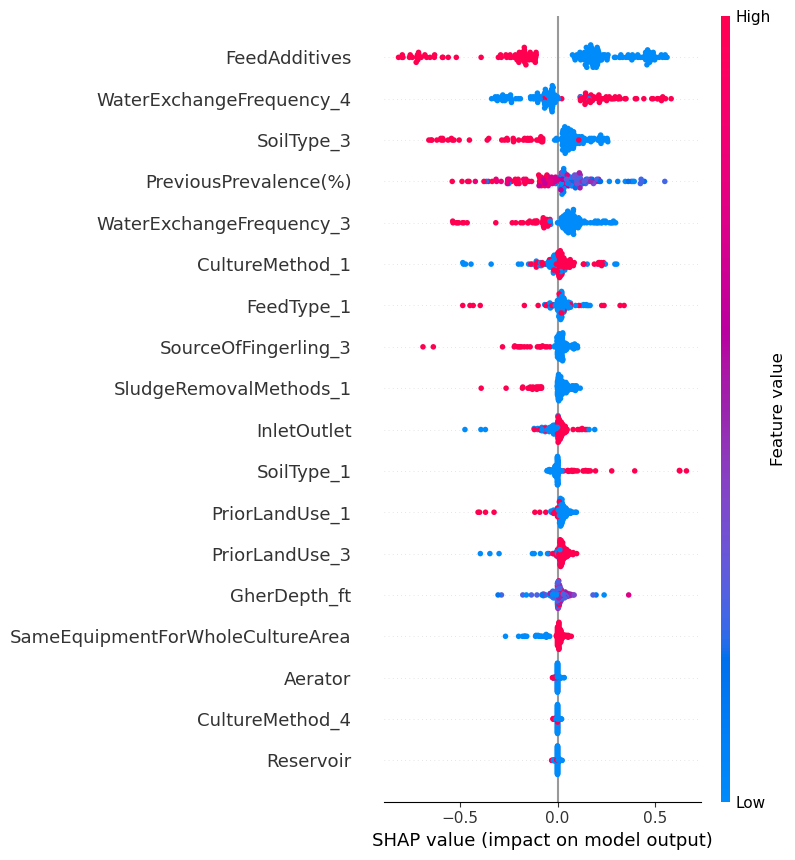 High
FeedAdditives
WaterExchangeFrequency_4
SoilType_3
PreviousPrevalence(%)
WaterExchangeFrequency_3
CultureMethod_1
FeedType_1
SourceOfFingerling_3
SludgeRemovalMethods_1
InletOutlet
SoilType_1
PriorLandUse_1
PriorLandUse_3
GherDepth_ft
SameEquipmentForWholeCultureArea
Aerator
CultureMethod_4
Reservoir
Feature value
Low
−0.5 0.0 0.5
SHAP value (impact on model output)